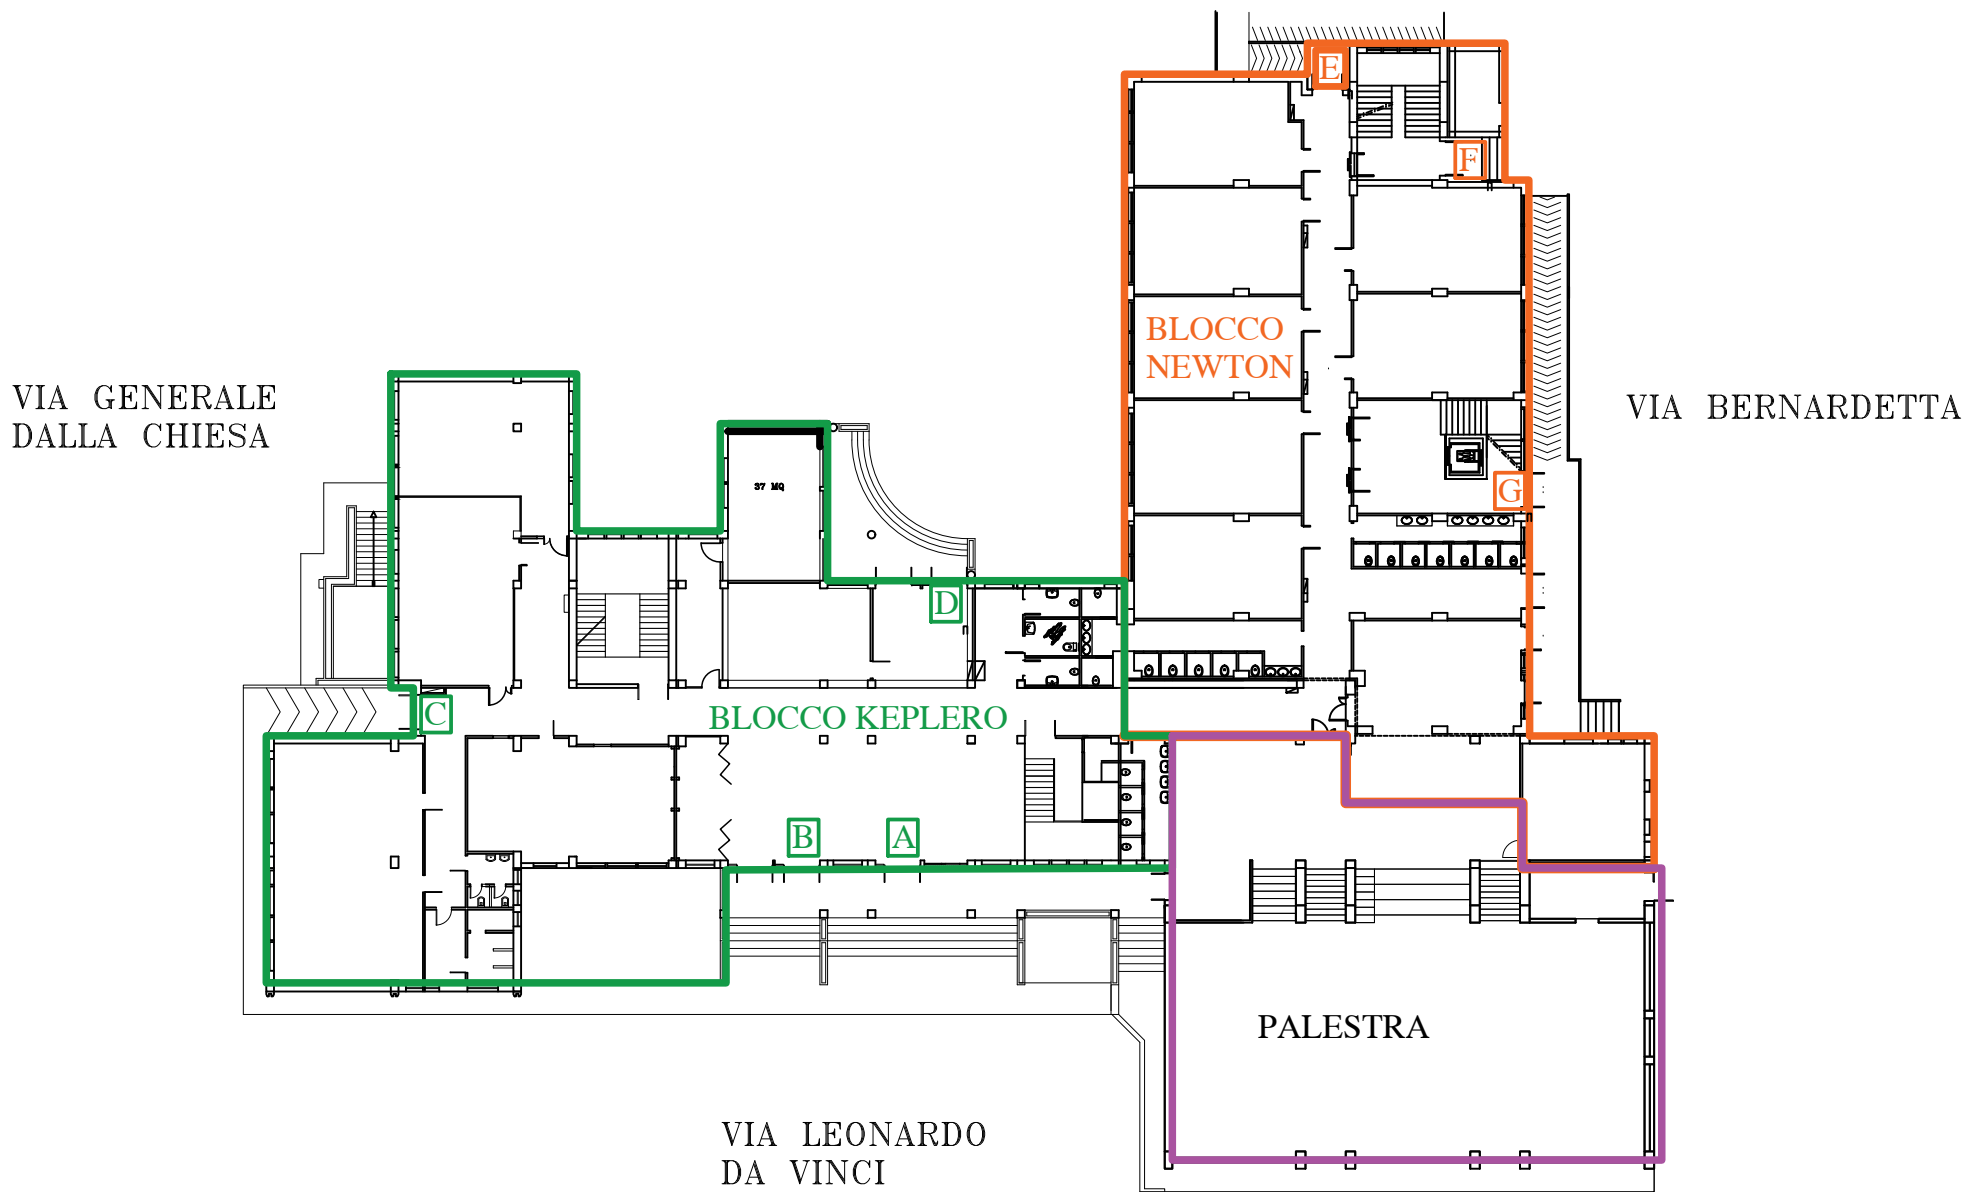 E
F
BLOCCO
NEWTON
VIA GENERALE
DALLA CHIESA
VIA BERNARDETTA
37 MQ
G
D
C
BLOCCO KEPLERO
B
A
PALESTRA
VIA LEONARDO
DA VINCI